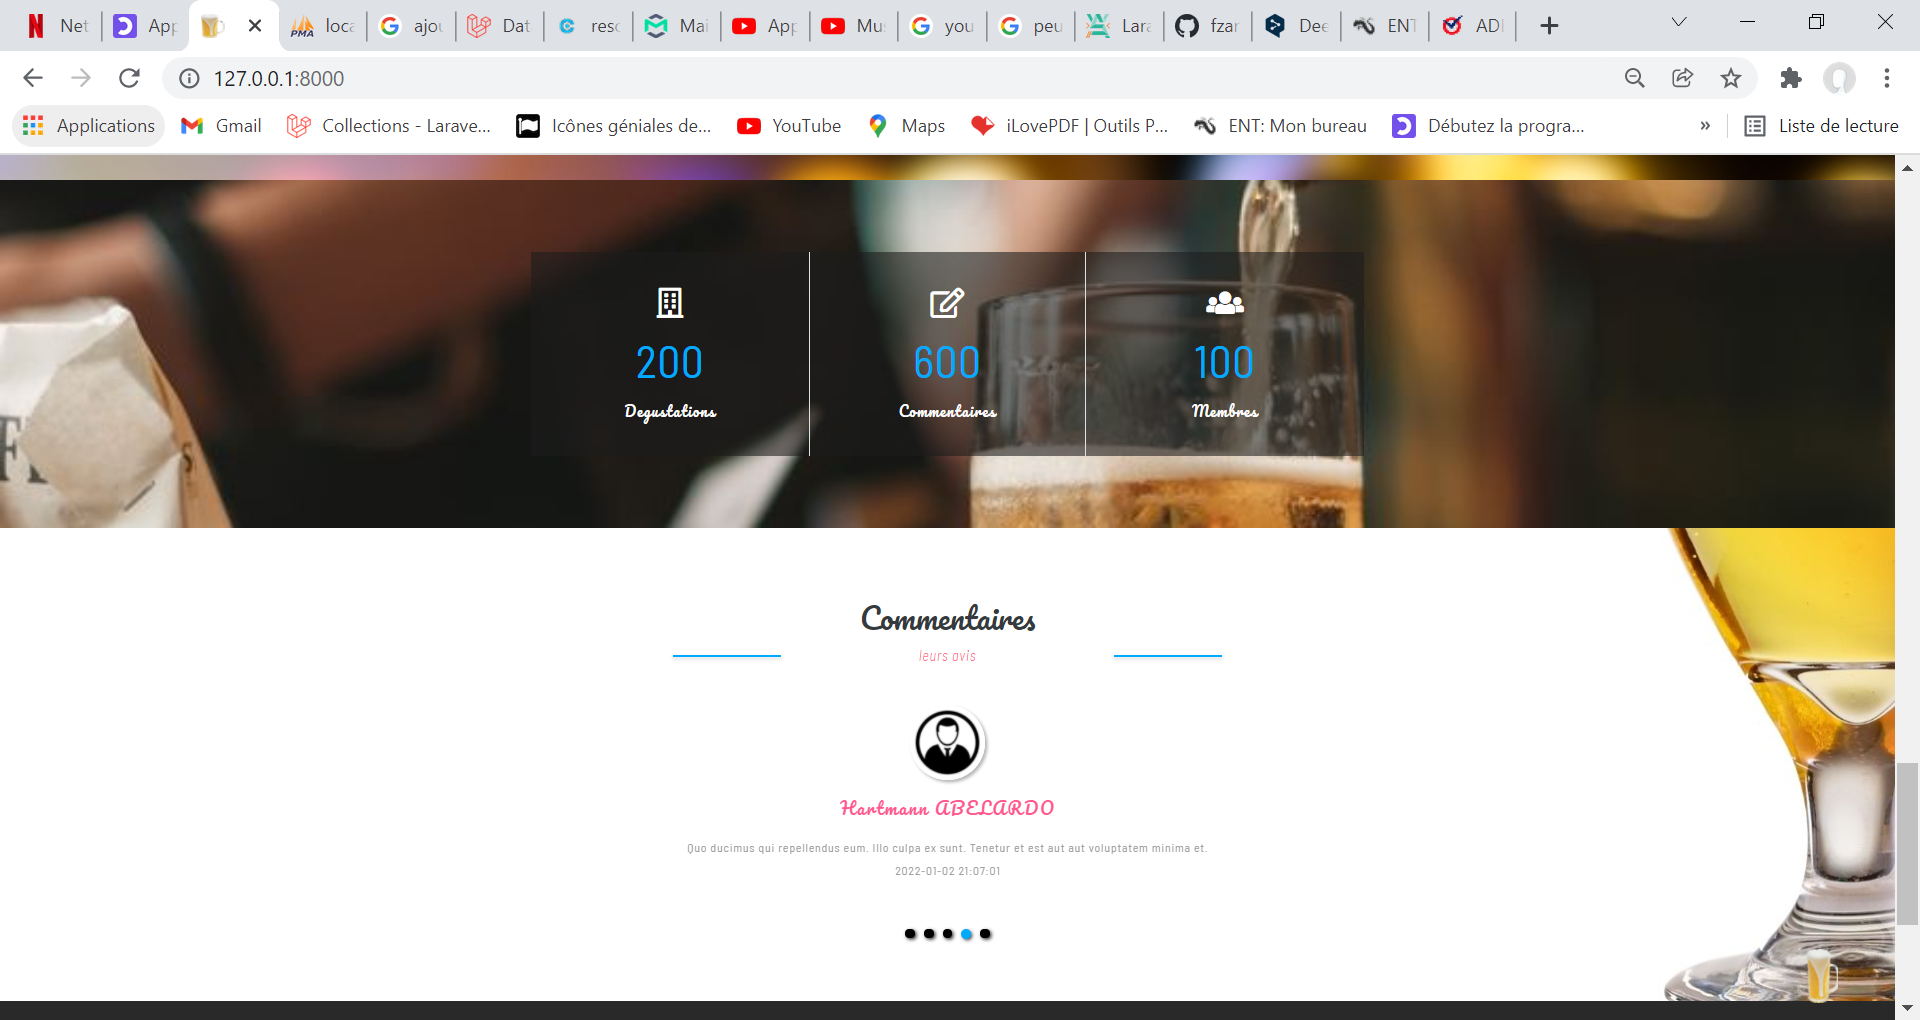 Net
App
loca
ajou
Dat
reso
Mai
App
Mus
you
peu
Lara
fzar
Dee
ENT
ADE
127.0.0.1:8000
Applications
Gmail
Collections - Larave...
Icônes géniales de...
YouTube
Maps
iLovePDF | Outils P...
ENT: Mon bureau
Débutez la progra...
»
Liste de lecture
200
600
100
Degustations
Commentaires
Membres
Commentaires
leurs avis
Hartmann ABELARDO
Quo ducimus qui repellendus eum. Illo culpa ex sunt. Tenetur et est aut aut voluptatem minima et.
2022-01-02 21:07:01